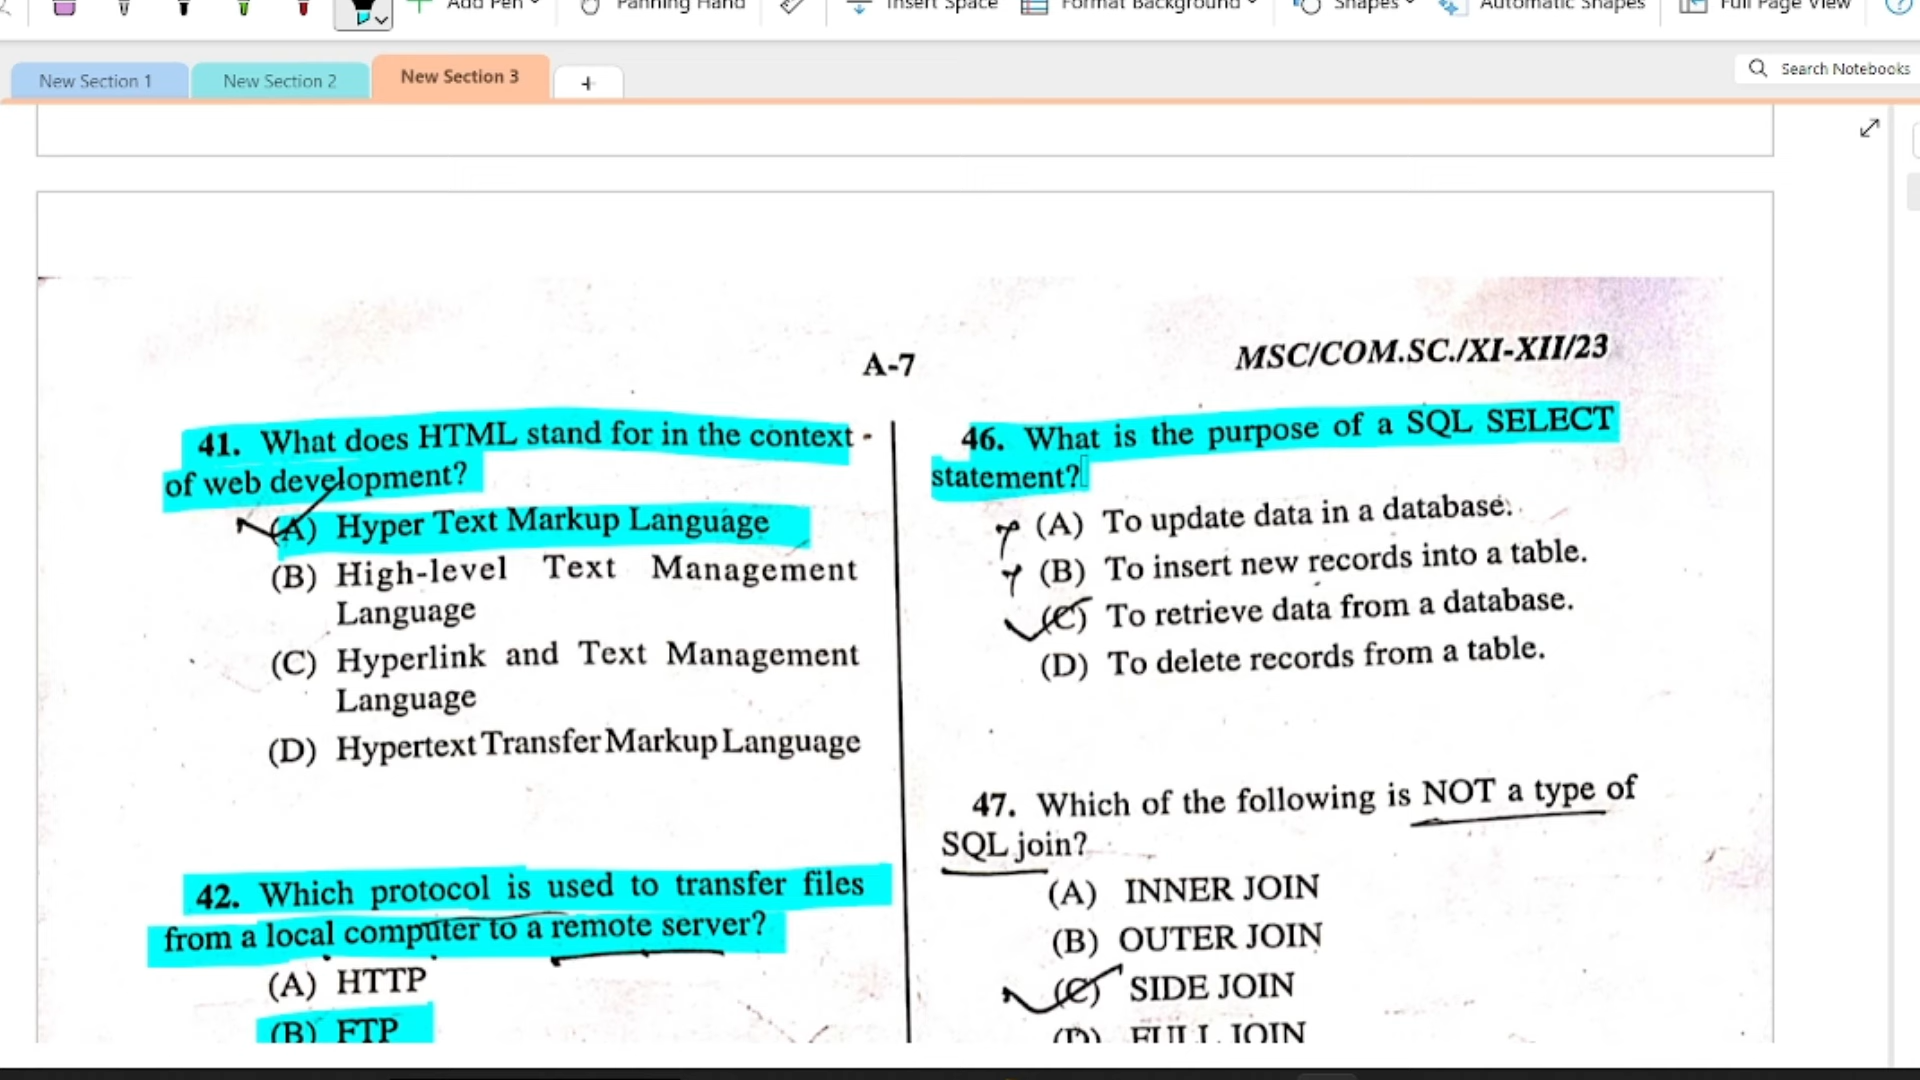 Add Pen
Panning Hand
Insert Space
Format Background
Shapes
Automatic Shapes
Full Page View
New Section 1
New Section 2
New Section 3
+
Search Notebooks
A-7
MSC/COM.SC./XI-XII/23
41. What does HTML stand for in the context
of web development?
(A) Hyper Text Markup Language
(B) High-level Text Management
Language
(C) Hyperlink and Text Management
Language
(D) Hypertext Transfer Markup Language
42. Which protocol is used to transfer files
from a local computer to a remote server?
(A) HTTP
(B) FTP
46. What is the purpose of a SQL SELECT
statement?
(A) To update data in a database.
(B) To insert new records into a table.
(C) To retrieve data from a database.
(D) To delete records from a table.
47. Which of the following is NOT a type of
SQL join?
(A) INNER JOIN
(B) OUTER JOIN
(C) SIDE JOIN
(D) FULL JOIN